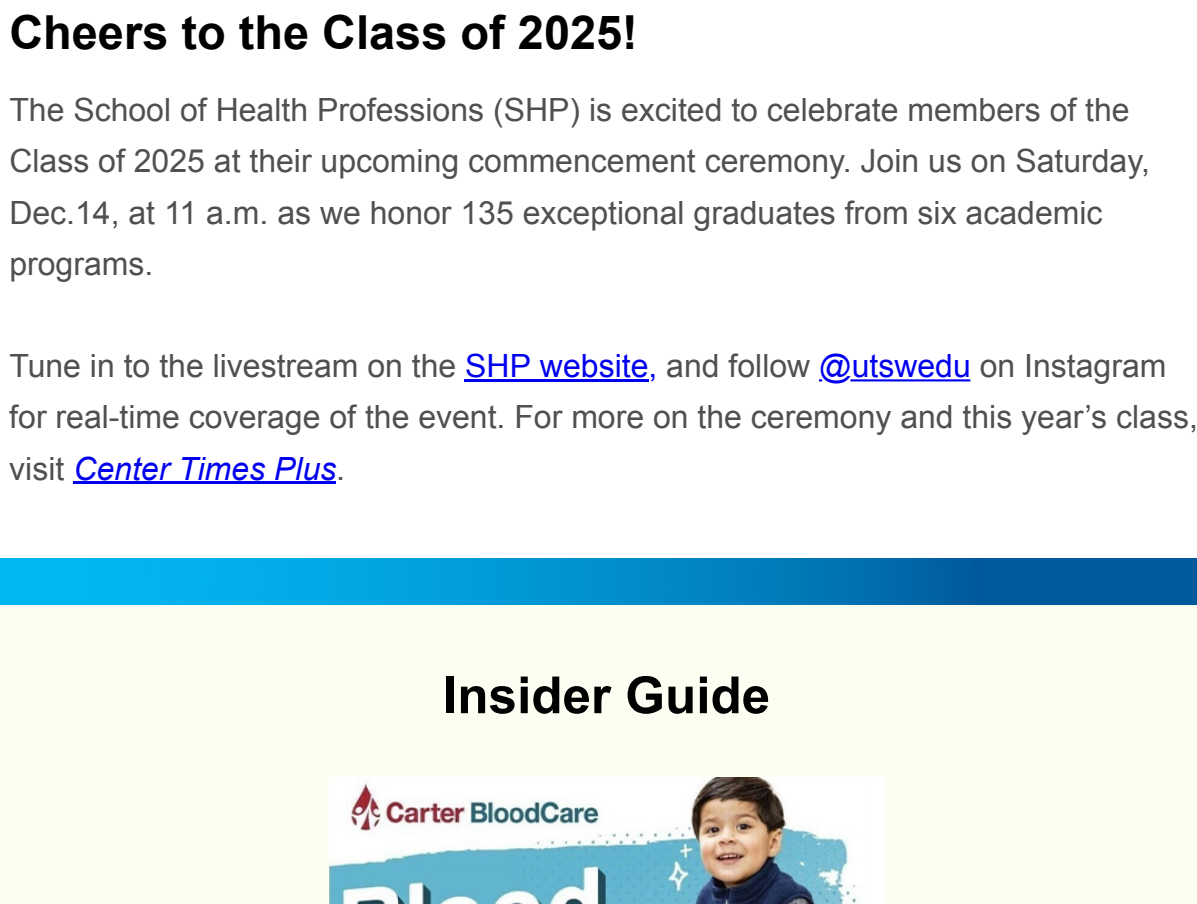 Cheers to the Class of 2025!
The School of Health Professions (SHP) is excited to celebrate members of the
Class of 2025 at their upcoming commencement ceremony. Join us on Saturday,
Dec.14, at 11 a.m. as we honor 135 exceptional graduates from six academic
programs.
Tune in to the livestream on the SHP website, and follow @utswedu on Instagram
for real-time coverage of the event. For more on the ceremony and this year’s class,
visit Center Times Plus.
Insider Guide
Carter BloodCare
Blood